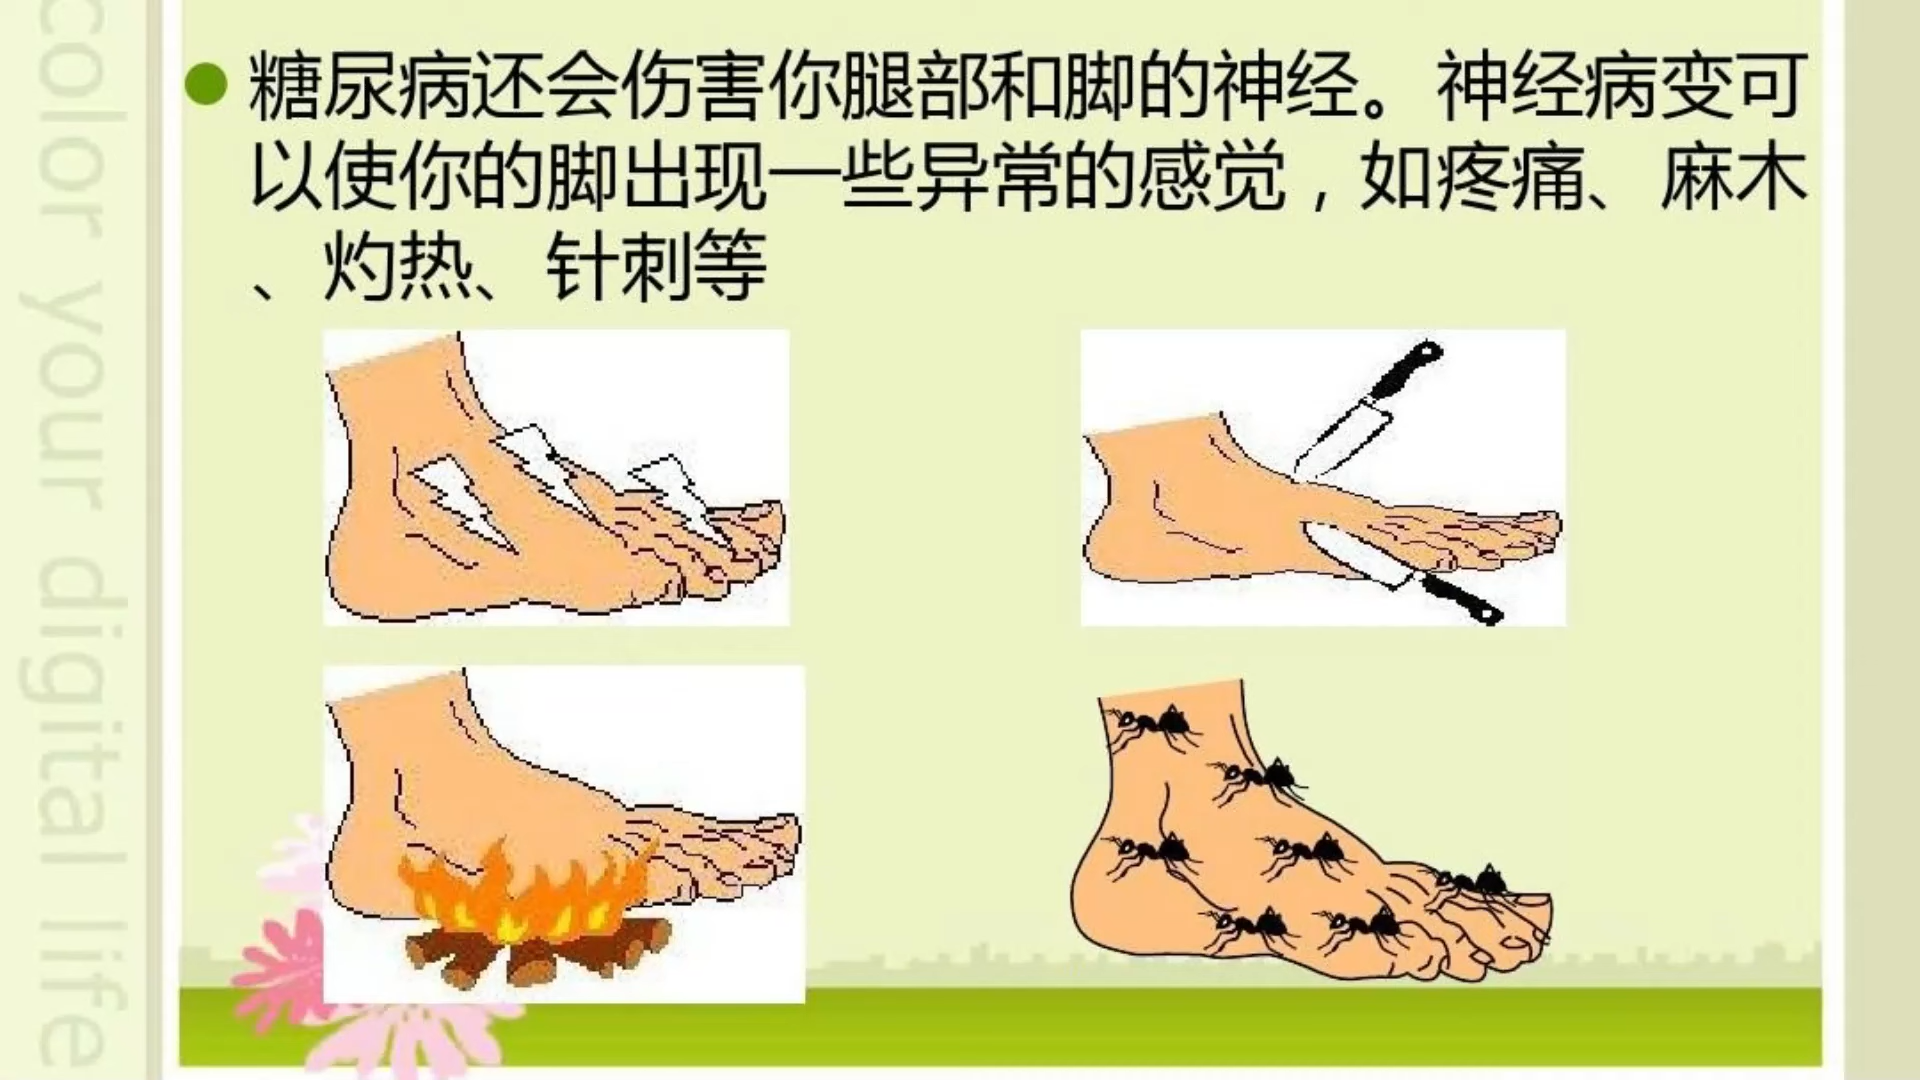 糖尿病还会伤害你腿部和脚的神经。神经病变可
以使你的脚出现一些异常的感觉，如疼痛、麻木
、灼热、针刺等
color your digital life